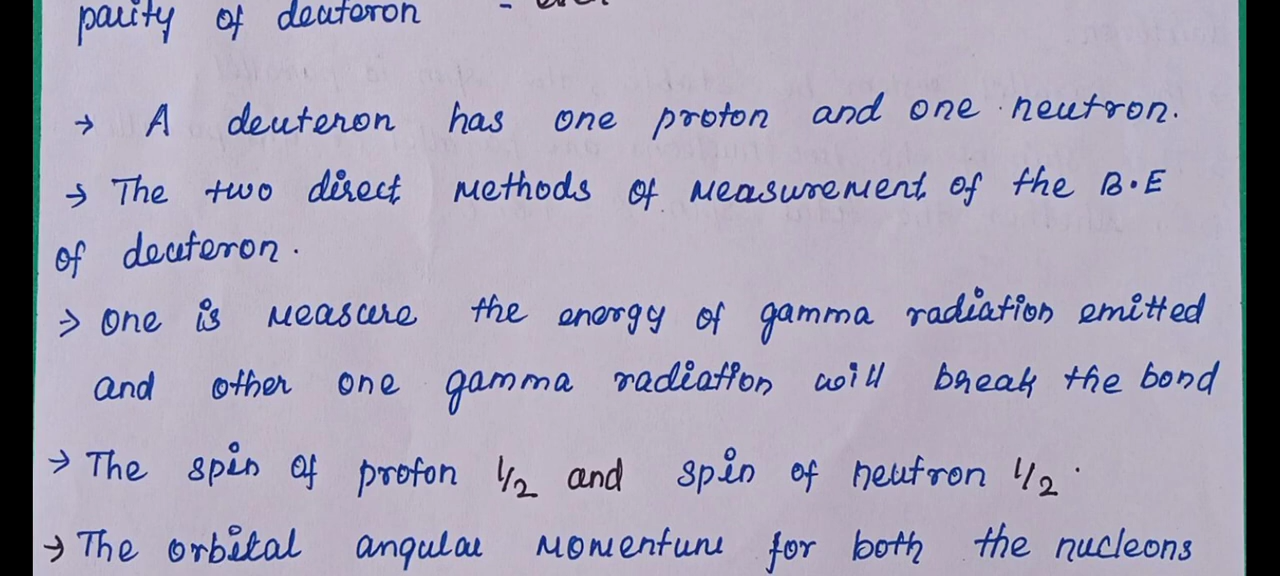 parity of deuteron -
→ A deuteron has one proton and one neutron.
→ The two direct methods of measurement of the B.E
of deuteron.
→ one is measure the energy of gamma radiation emitted
and other one gamma radiation will break the bond
→ The spin of proton 1/2 and spin of neutron 1/2.
→ The orbital angular momentum for both the nucleons